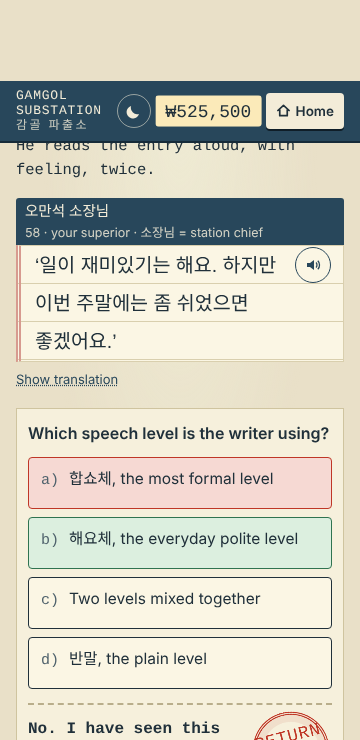 GAMGOL
SUBSTATION
감골 파출소
₩525,500
Home
He reads the entry aloud, with
feeling, twice.
오만석 소장님
58 · your superior · 소장님 = station chief
‘일이 재미있기는 해요. 하지만
이번 주말에는 좀 쉬었으면
좋겠어요.’
Show translation
Which speech level is the writer using?
a) 합쇼체, the most formal level
b) 해요체, the everyday polite level
c) Two levels mixed together
d) 반말, the plain level
No. I have seen this
RETURN